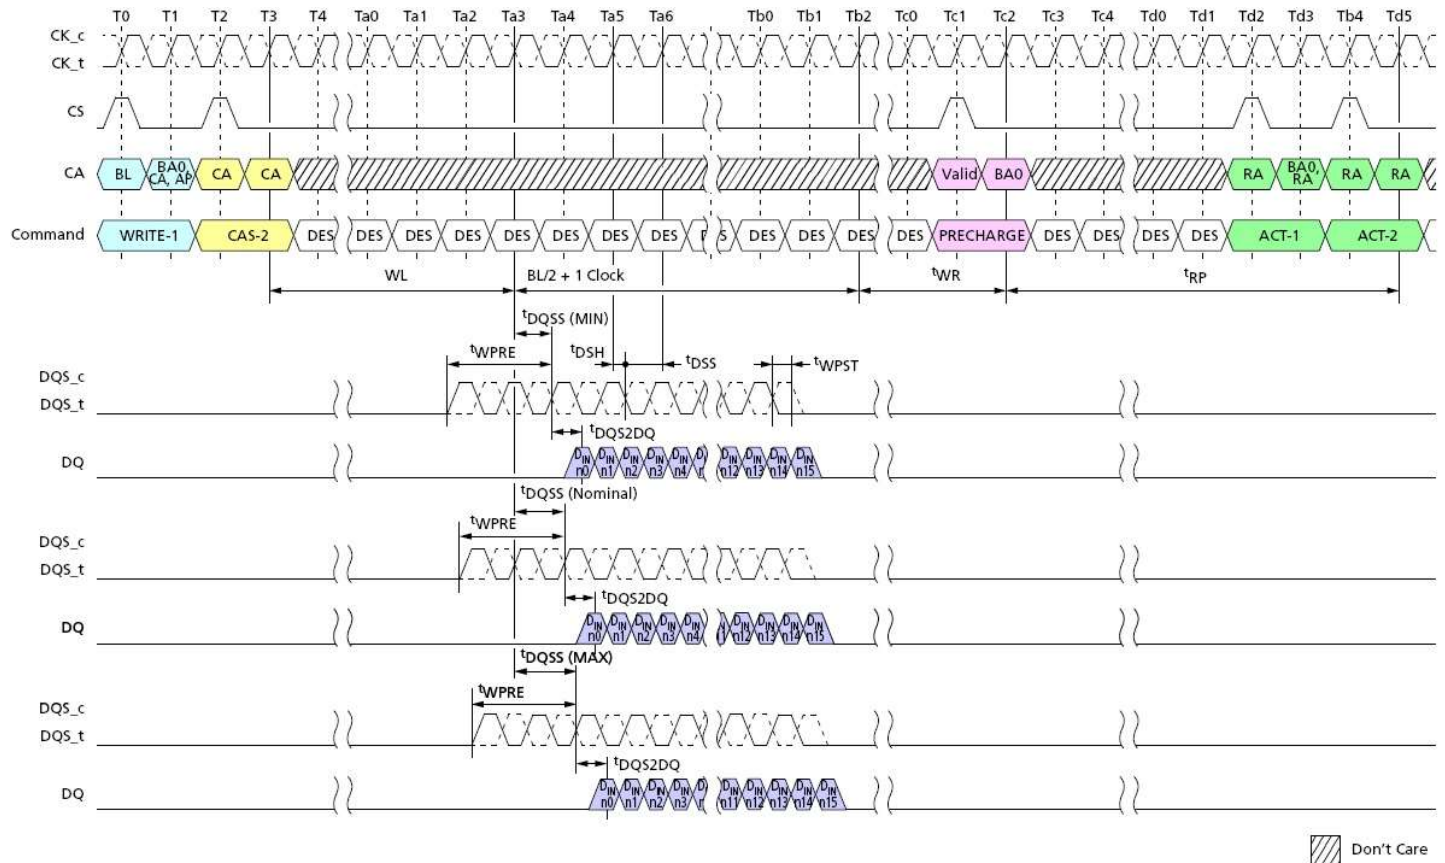 T0 T1 T2 T3 T4 Ta0 Ta1 Ta2 Ta3 Ta4 Ta5 Ta6 Tb0 Tb1 Tb2 Tc0 Tc1 Tc2 Tc3 Tc4 Td0 Td1 Td2 Td3 Tb4 Td5
CK_c
CK_t
CS
CA BL BA0, CA, AP CA CA Valid BA0 RA BA0, RA RA RA
Command WRITE-1 CAS-2 DES DES DES DES DES DES DES DES DES DES DES DES PRECHARGE DES DES DES DES ACT-1 ACT-2
WL BL/2 + 1 Clock tWR tRP
tDQSS (MIN)
tWPRE tDSH tDSS tWPST
DQS_c
DQS_t
tDQS2DQ
DQ DIN n0 DIN n1 DIN n2 DIN n3 DIN n4 DIN n12 DIN n13 DIN n14 DIN n15
tDQSS (Nominal)
tWPRE
DQS_c
DQS_t
tDQS2DQ
DQ DIN n0 DIN n1 DIN n2 DIN n3 DIN n4 DIN n12 DIN n13 DIN n14 DIN n15
tDQSS (MAX)
tWPRE
DQS_c
DQS_t
tDQS2DQ
DQ DIN n0 DIN n1 DIN n2 DIN n3 DIN n11 DIN n12 DIN n13 DIN n14 DIN n15
Don't Care